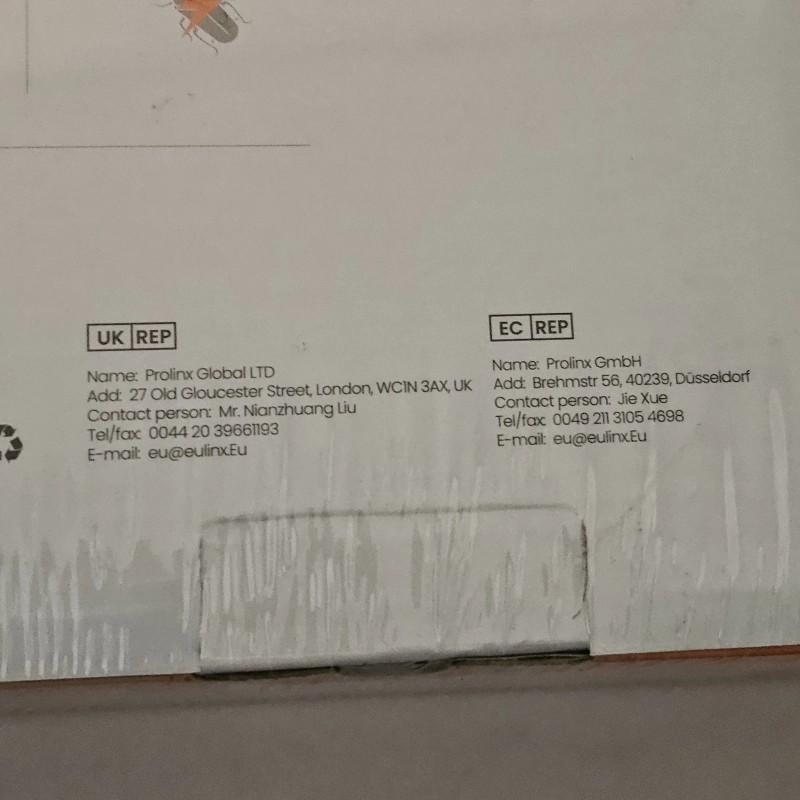 UK REP
Name: Prolinx Global LTD
Add: 27 Old Gloucester Street, London, WC1N 3AX, UK
Contact person: Mr. Nianzhuang Liu
Tel/fax: 0044 20 39661193
E-mail: eu@eulinx.Eu
EC REP
Name: Prolinx GmbH
Add: Brehmstr 56, 40239, Düsseldorf
Contact person: Jie Xue
Tel/fax: 0049 211 3105 4698
E-mail: eu@eulinx.Eu